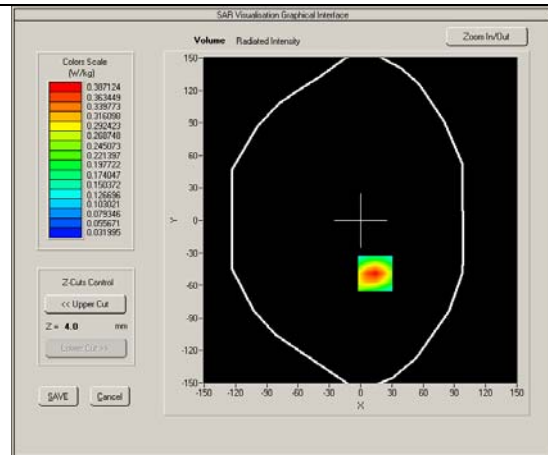 SAR Visualisation Graphical Interface
Volume Radiated Intensity
Zoom In/Out
Colors Scale
(W/kg)
0.387124
0.363449
0.339773
0.316098
0.292423
0.268748
0.245073
0.221397
0.197722
0.174047
0.150372
0.126696
0.103021
0.079346
0.055671
0.031995
Z-Cuts Control
<< Upper Cut
Z = 4.0 mm
Lower Cut >>
SAVE Cancel
150
120
90
60
30
0
-30
-60
-90
-120
-150
Y
-150 -120 -90 -60 -30 0 30 60 90 120 150
X